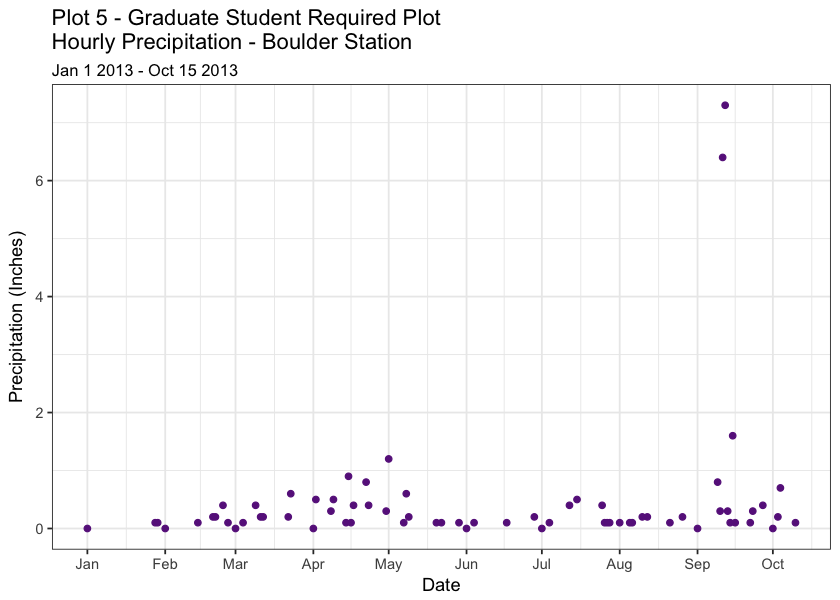 Plot 5 - Graduate Student Required Plot
Hourly Precipitation - Boulder Station
Jan 1 2013 - Oct 15 2013
Precipitation (Inches)
6
4
2
0
Jan Feb Mar Apr May Jun Jul Aug Sep Oct
Date